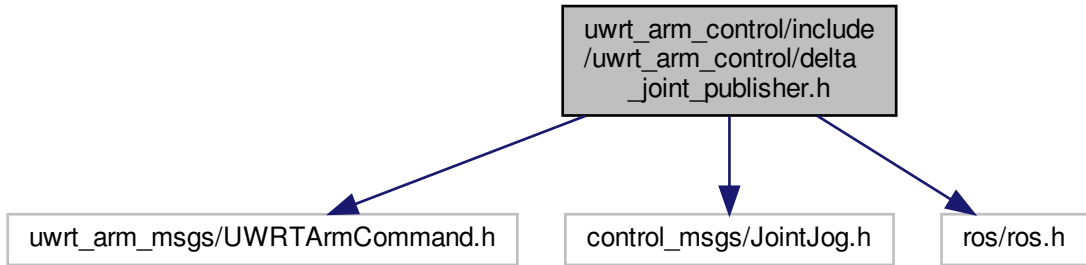 uwrt_arm_control/include
/uwrt_arm_control/delta
_joint_publisher.h
uwrt_arm_msgs/UWRTArmCommand.h
control_msgs/JointJog.h
ros/ros.h